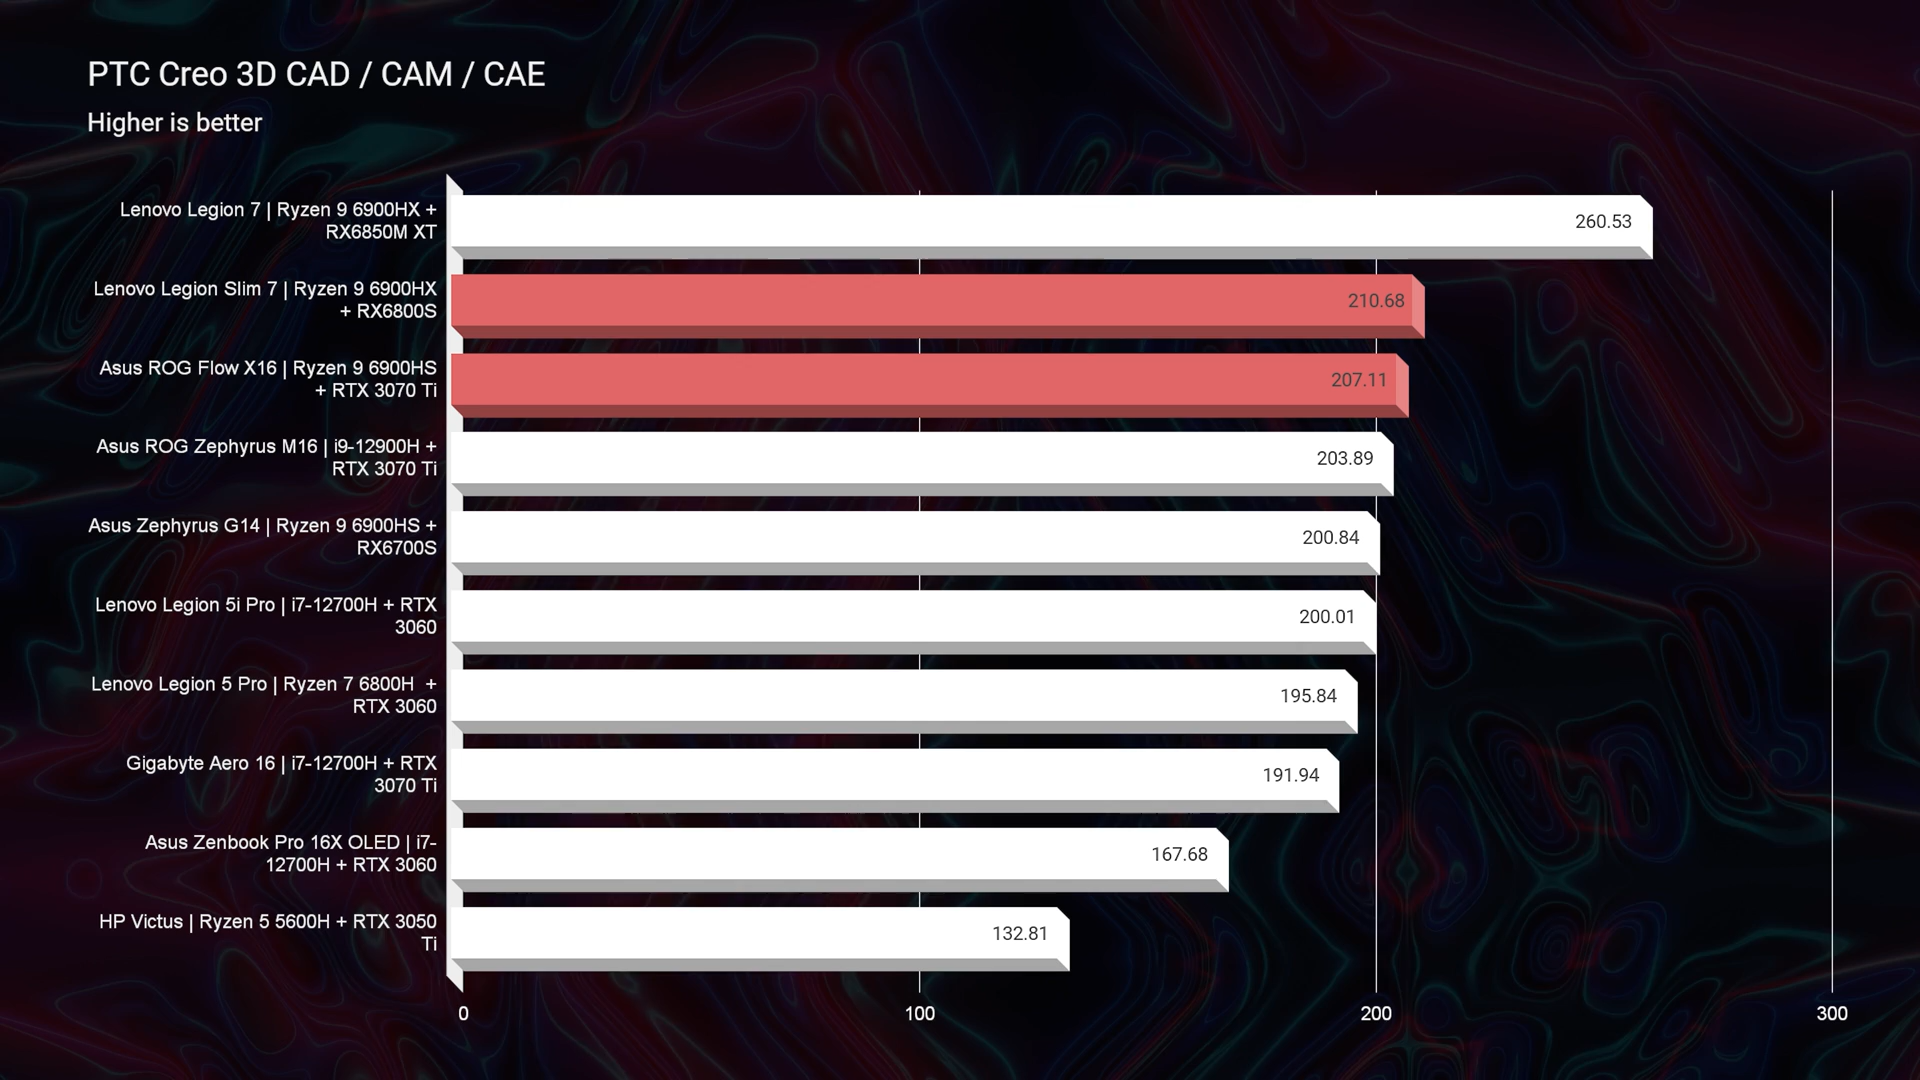 PTC Creo 3D CAD / CAM / CAE
Higher is better
Lenovo Legion 7 | Ryzen 9 6900HX +
RX6850M XT
260.53
Lenovo Legion Slim 7 | Ryzen 9 6900HX
+ RX6800S
210.68
Asus ROG Flow X16 | Ryzen 9 6900HS
+ RTX 3070 Ti
207.11
Asus ROG Zephyrus M16 | i9-12900H +
RTX 3070 Ti
203.89
Asus Zephyrus G14 | Ryzen 9 6900HS +
RX6700S
200.84
Lenovo Legion 5i Pro | i7-12700H + RTX
3060
200.01
Lenovo Legion 5 Pro | Ryzen 7 6800H  +
RTX 3060
195.84
Gigabyte Aero 16 | i7-12700H + RTX
3070 Ti
191.94
Asus Zenbook Pro 16X OLED | i7-
12700H + RTX 3060
167.68
HP Victus | Ryzen 5 5600H + RTX 3050
Ti
132.81
0 100 200 300